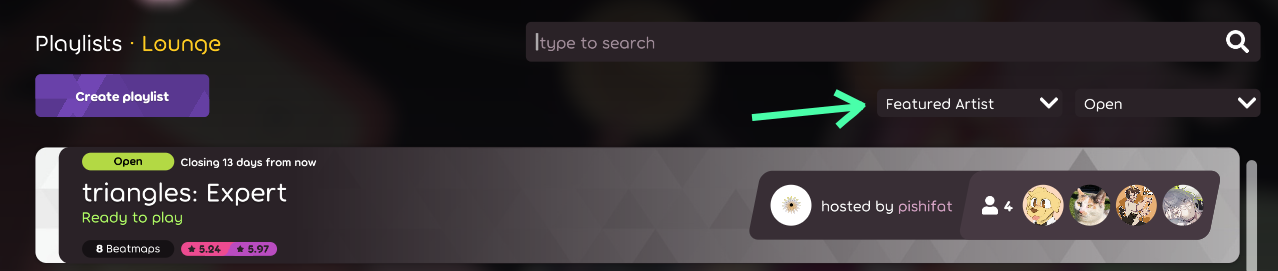 Playlists · Lounge
type to search
Create playlist
Featured Artist
Open
Open
Closing 13 days from now
triangles: Expert
Ready to play
hosted by pishifat
4
8 Beatmaps
★ 5.24 ★ 5.97